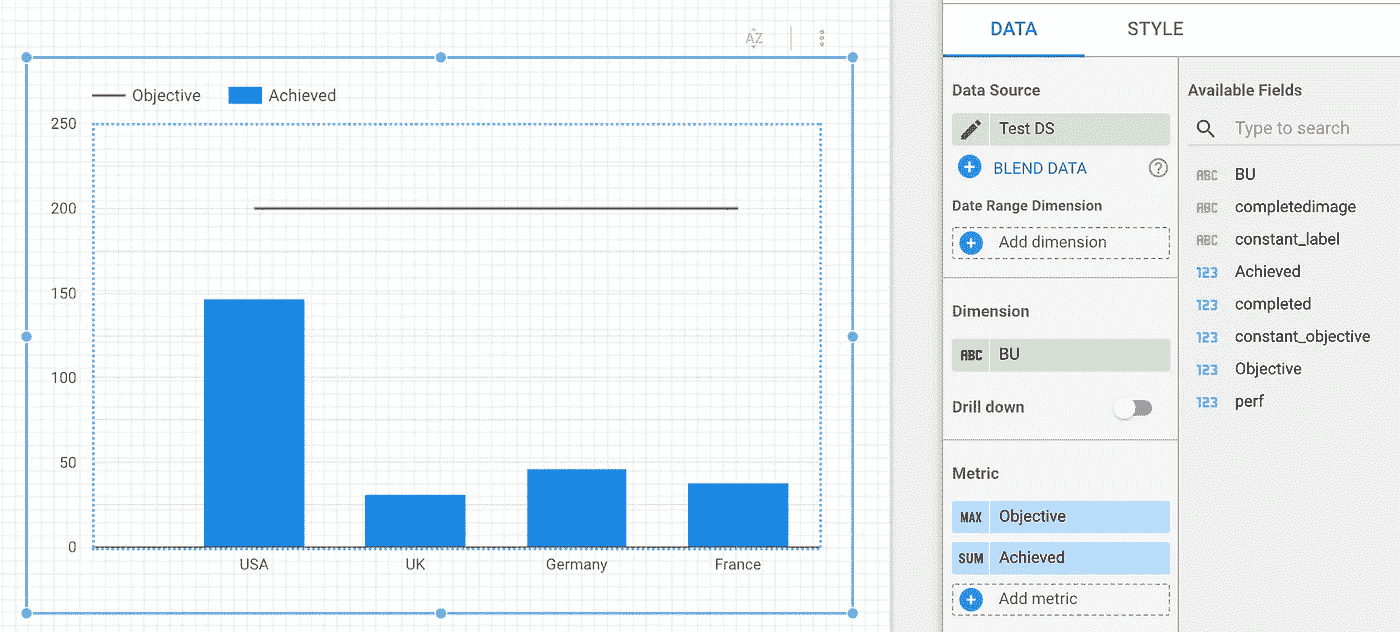 Objective Achieved
250
200
150
100
50
0
USA UK Germany France
DATA STYLE
Data Source
Test DS
BLEND DATA
Date Range Dimension
Add dimension
Dimension
ABC BU
Drill down
Metric
MAX Objective
SUM Achieved
Add metric
Available Fields
Type to search
ABC BU
ABC completedimage
ABC constant_label
123 Achieved
123 completed
123 constant_objective
123 Objective
123 perf